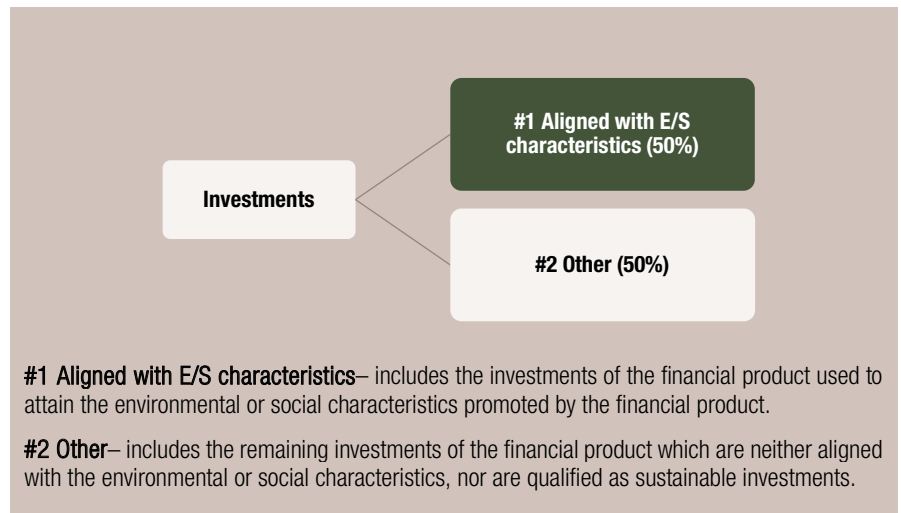 #1 Aligned with E/S
characteristics (50%)
Investments
#2 Other (50%)
#1 Aligned with E/S characteristics– includes the investments of the financial product used to
attain the environmental or social characteristics promoted by the financial product.
#2 Other– includes the remaining investments of the financial product which are neither aligned
with the environmental or social characteristics, nor are qualified as sustainable investments.